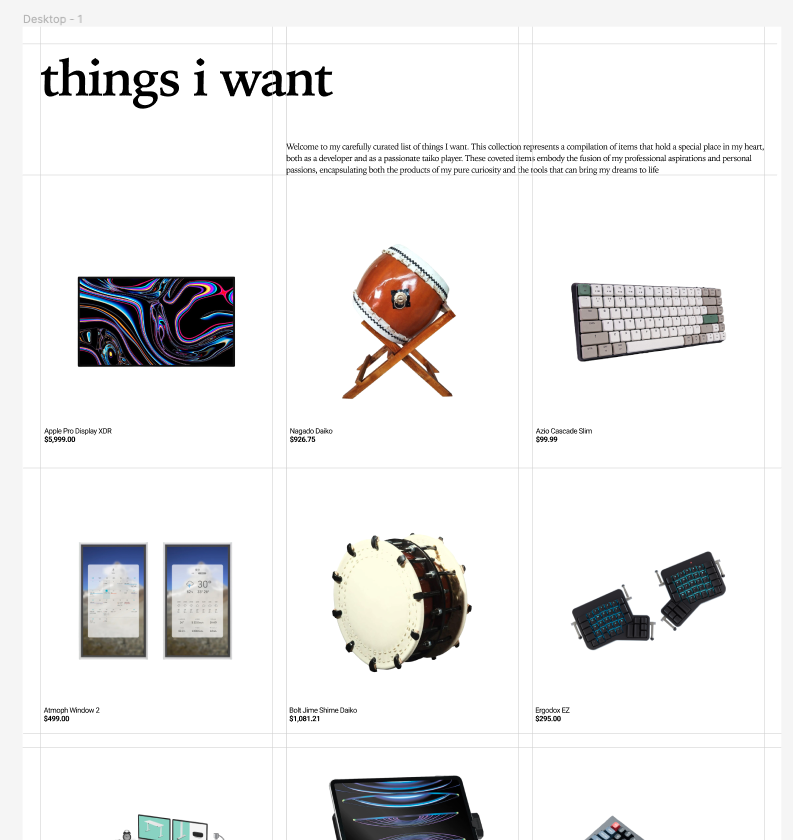 Desktop - 1
things i want
Welcome to my carefully curated list of things I want. This collection represents a compilation of items that hold a special place in my heart,
both as a developer and as a passionate taiko player. These coveted items embody the fusion of my professional aspirations and personal
passions, encapsulating both the products of my pure curiosity and the tools that can bring my dreams to life
Apple Pro Display XDR
$5,999.00
Nagado Daiko
$926.75
Azio Cascade Slim
$99.99
30°
Atmoph Window 2
$499.00
Bolt Jime Shime Daiko
$1,081.21
Ergodox EZ
$295.00